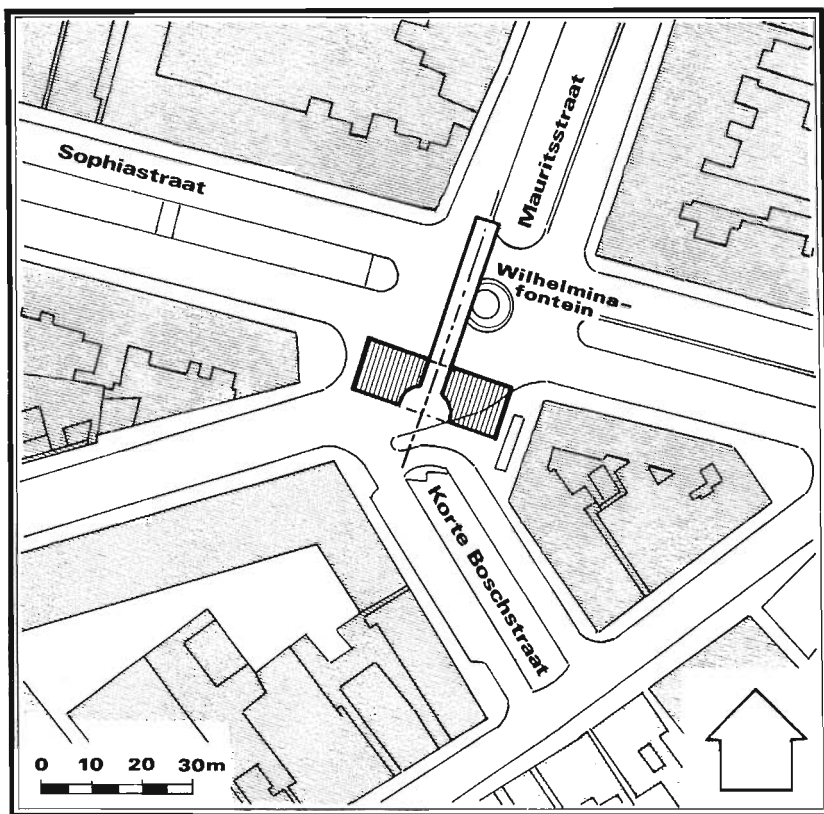 Sophiastraat
Mauritsstraat
Wilhelmina-
fontein
Korte Boschstraat
0 10 20 30m